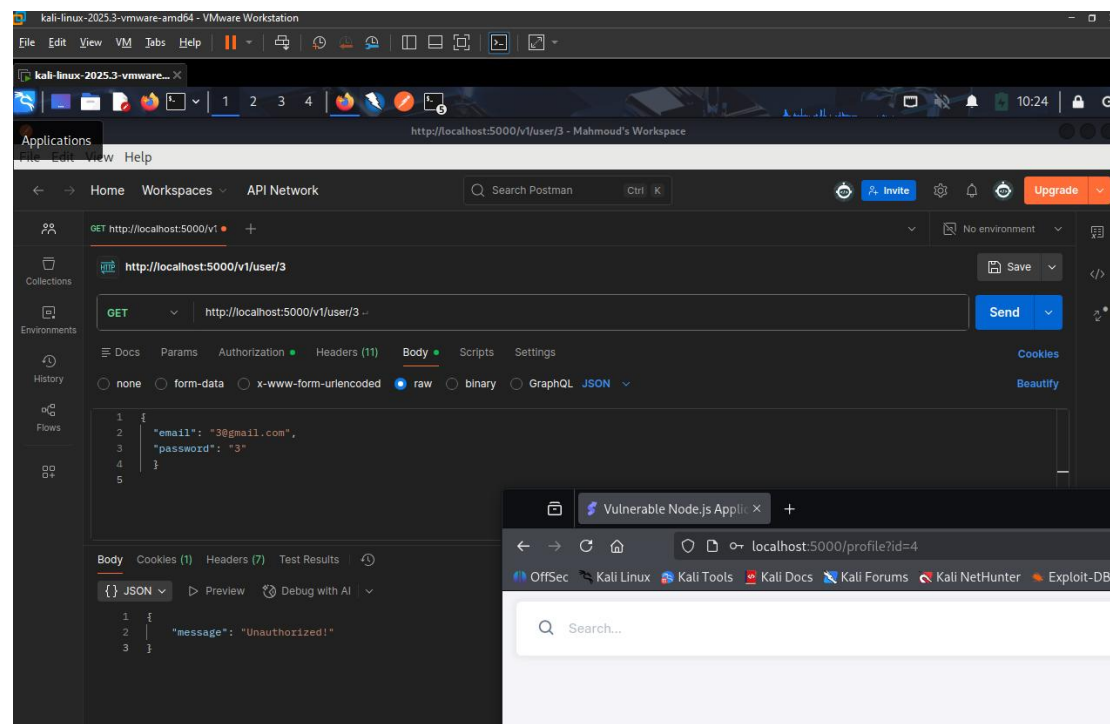 kali-linux-2025.3-vmware-amd64 - VMware Workstation
File Edit View VM Tabs Help
kali-linux-2025.3-vmware...
1 2 3 4 5 10:24
http://localhost:5000/v1/user/3 - Mahmoud's Workspace
Applications
File Edit View Help
Home Workspaces API Network Search Postman Ctrl K Invite Upgrade
GET http://localhost:5000/v1 No environment
HTTP http://localhost:5000/v1/user/3 Save
Collections
GET http://localhost:5000/v1/user/3 Send
Environments
Docs Params Authorization Headers (11) Body Scripts Settings Cookies
History
none form-data x-www-form-urlencoded raw binary GraphQL JSON Beautify
Flows
1 {
2 "email": "3@gmail.com",
3 "password": "3"
4 }
5
Vulnerable Node.js Applic
localhost:5000/profile?id=4
OffSec Kali Linux Kali Tools Kali Docs Kali Forums Kali NetHunter Exploit-DB
Search...
Body Cookies (1) Headers (7) Test Results
{} JSON Preview Debug with AI
1 {
2 "message": "Unauthorized!"
3 }